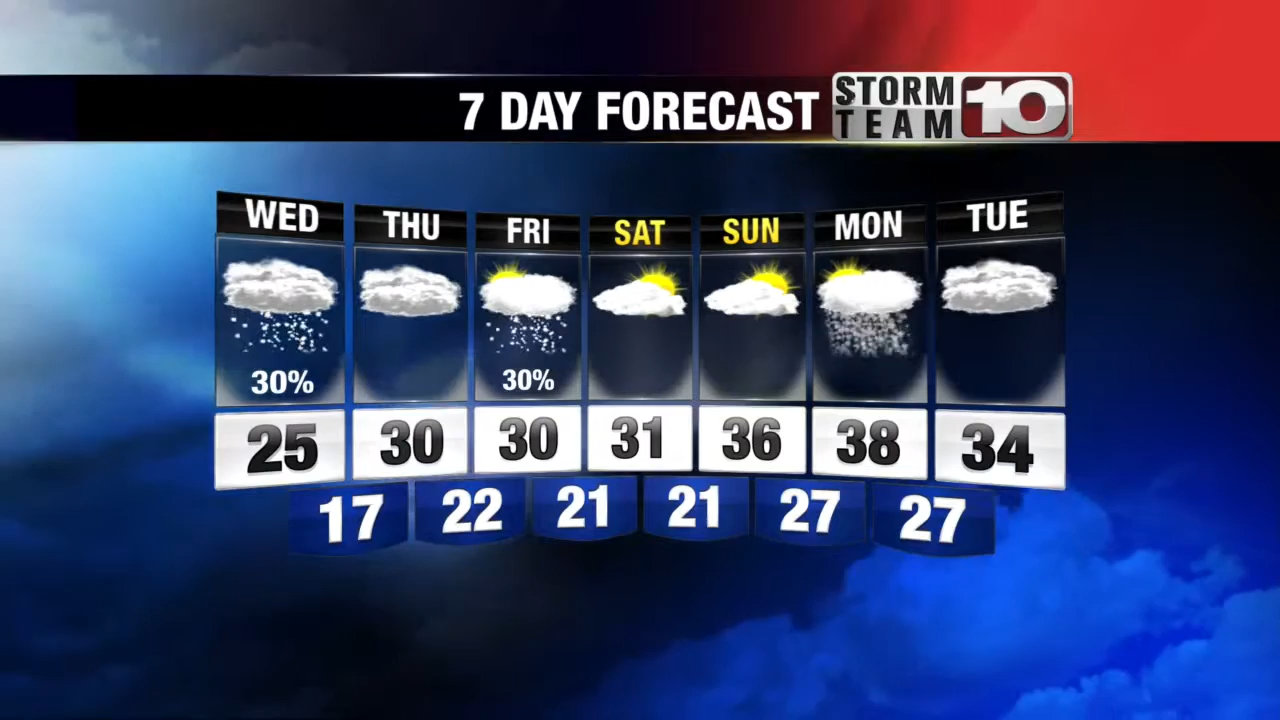 7 DAY FORECAST STORM TEAM 10
WED THU FRI SAT SUN MON TUE
30% 30%
25 30 30 31 36 38 34
17 22 21 21 27 27